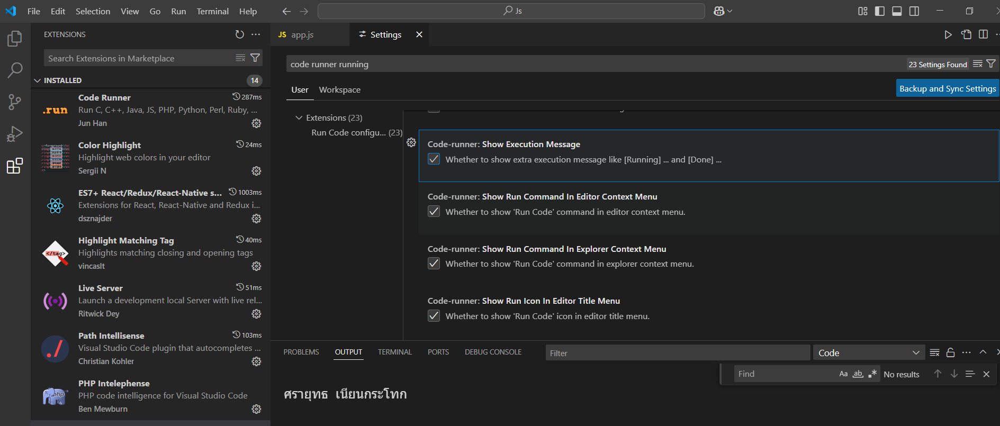 File Edit Selection View Go Run Terminal Help
Js
EXTENSIONS
Search Extensions in Marketplace
INSTALLED 14
.run
Code Runner 287ms
Run C, C++, Java, JS, PHP, Python, Perl, Ruby, ...
Jun Han
Color Highlight 24ms
Highlight web colors in your editor
Sergii N
ES7+ React/Redux/React-Native s... 1003ms
Extensions for React, React-Native and Redux i...
dsznajder
</tag>
Highlight Matching Tag 40ms
Highlights matching closing and opening tags
vincaslt
Live Server 51ms
Launch a development local Server with live rel...
Ritwick Dey
./
Path Intellisense 103ms
Visual Studio Code plugin that autocompletes ...
Christian Kohler
php
PHP Intelephense
PHP code intelligence for Visual Studio Code
Ben Mewburn
JS app.js
Settings
code runner running
23 Settings Found
User Workspace
Backup and Sync Settings
Extensions (23)
Run Code configu... (23)
Code-runner: Show Execution Message
Whether to show extra execution message like [Running] ... and [Done] ...
Code-runner: Show Run Command In Editor Context Menu
Whether to show 'Run Code' command in editor context menu.
Code-runner: Show Run Command In Explorer Context Menu
Whether to show 'Run Code' command in explorer context menu.
Code-runner: Show Run Icon In Editor Title Menu
Whether to show 'Run Code' icon in editor title menu.
PROBLEMS OUTPUT TERMINAL PORTS DEBUG CONSOLE
Filter
Code
Find
Aa ab .*
No results
ศรายุทธ เนียนกระโทก